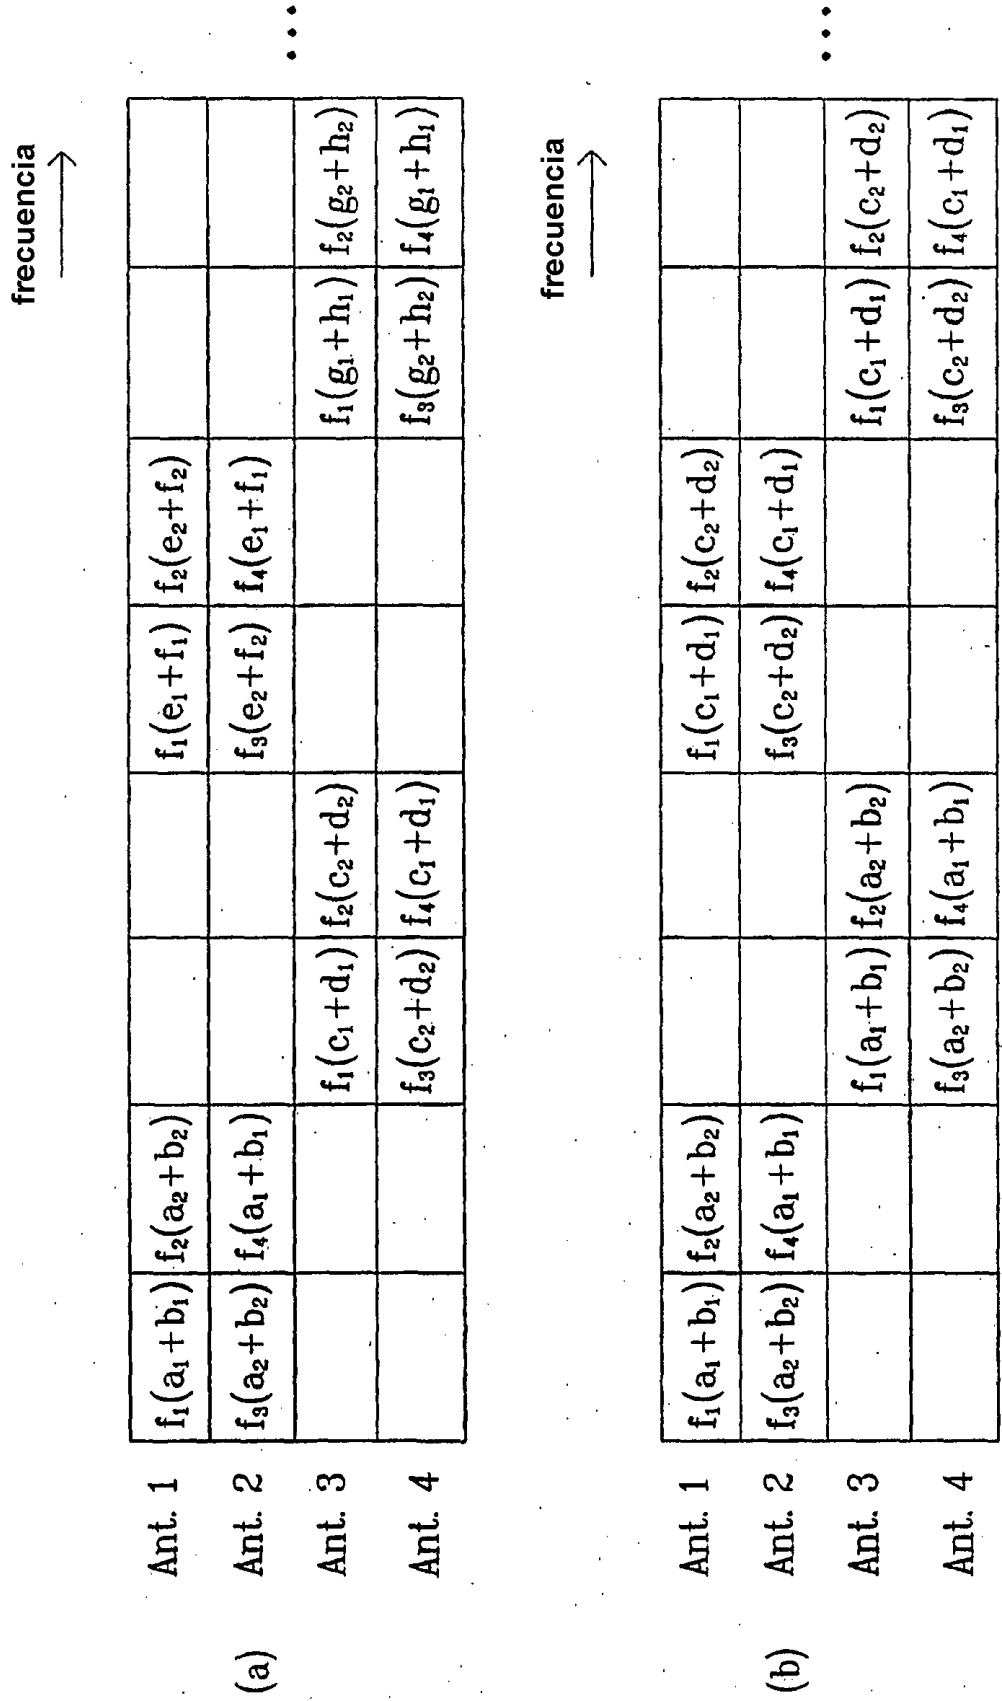 frecuencia
Ant. 1 f₁(a₁+b₁) f₂(a₂+b₂) f₁(e₁+f₁) f₂(e₂+f₂)
Ant. 2 f₃(a₂+b₂) f₄(a₁+b₁) f₃(e₂+f₂) f₄(e₁+f₁)
(a) ...
Ant. 3 f₁(c₁+d₁) f₂(c₂+d₂) f₁(g₁+h₁) f₂(g₂+h₂)
Ant. 4 f₃(c₂+d₂) f₄(c₁+d₁) f₃(g₂+h₂) f₄(g₁+h₁)
frecuencia
Ant. 1 f₁(a₁+b₁) f₂(a₂+b₂) f₁(c₁+d₁) f₂(c₂+d₂)
Ant. 2 f₃(a₂+b₂) f₄(a₁+b₁) f₃(c₂+d₂) f₄(c₁+d₁)
(b) ...
Ant. 3 f₁(a₁+b₁) f₂(a₂+b₂) f₁(c₁+d₁) f₂(c₂+d₂)
Ant. 4 f₃(a₂+b₂) f₄(a₁+b₁) f₃(c₂+d₂) f₄(c₁+d₁)